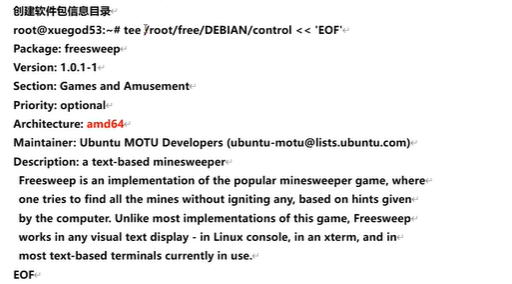 创建软件包信息目录
root@xuegod53:~# tee /root/free/DEBIAN/control << 'EOF'
Package: freesweep
Version: 1.0.1-1
Section: Games and Amusement
Priority: optional
Architecture: amd64
Maintainer: Ubuntu MOTU Developers (ubuntu-motu@lists.ubuntu.com)
Description: a text-based minesweeper
Freesweep is an implementation of the popular minesweeper game, where
one tries to find all the mines without igniting any, based on hints given
by the computer. Unlike most implementations of this game, Freesweep
works in any visual text display - in Linux console, in an xterm, and in
most text-based terminals currently in use.
EOF